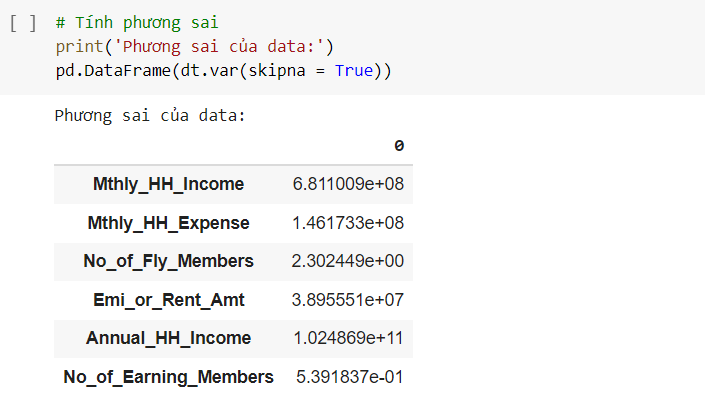 [ ] # Tính phương sai
print('Phương sai của data:')
pd.DataFrame(dt.var(skipna = True))
Phương sai của data:
0
Mthly_HH_Income 6.811009e+08
Mthly_HH_Expense 1.461733e+08
No_of_Fly_Members 2.302449e+00
Emi_or_Rent_Amt 3.895551e+07
Annual_HH_Income 1.024869e+11
No_of_Earning_Members 5.391837e-01